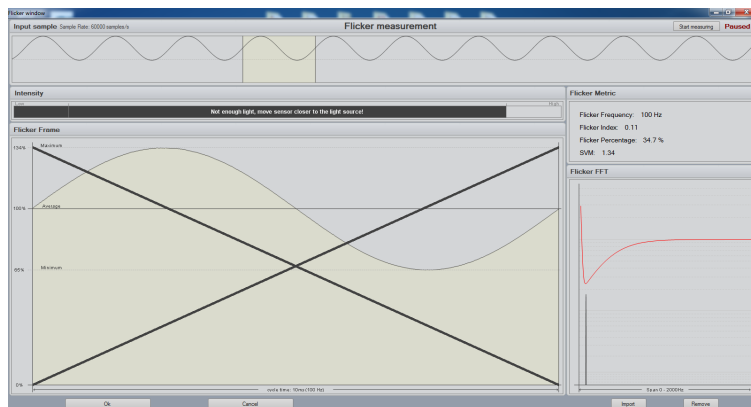 Flicker window
Input sample Sample Rate: 60000 samples/s
Flicker measurement
Start measuring
Paused
Intensity
Low
High
Not enough light, move sensor closer to the light source!
Flicker Metric
Flicker Frequency: 100 Hz
Flicker Index: 0.11
Flicker Percentage: 34.7 %
SVM: 1.34
Flicker Frame
134%
Maximum
100%
Average
65%
Minimum
0%
cycle time: 10ms (100 Hz)
Flicker FFT
Span 0 - 2000Hz
Ok
Cancel
Import
Remove